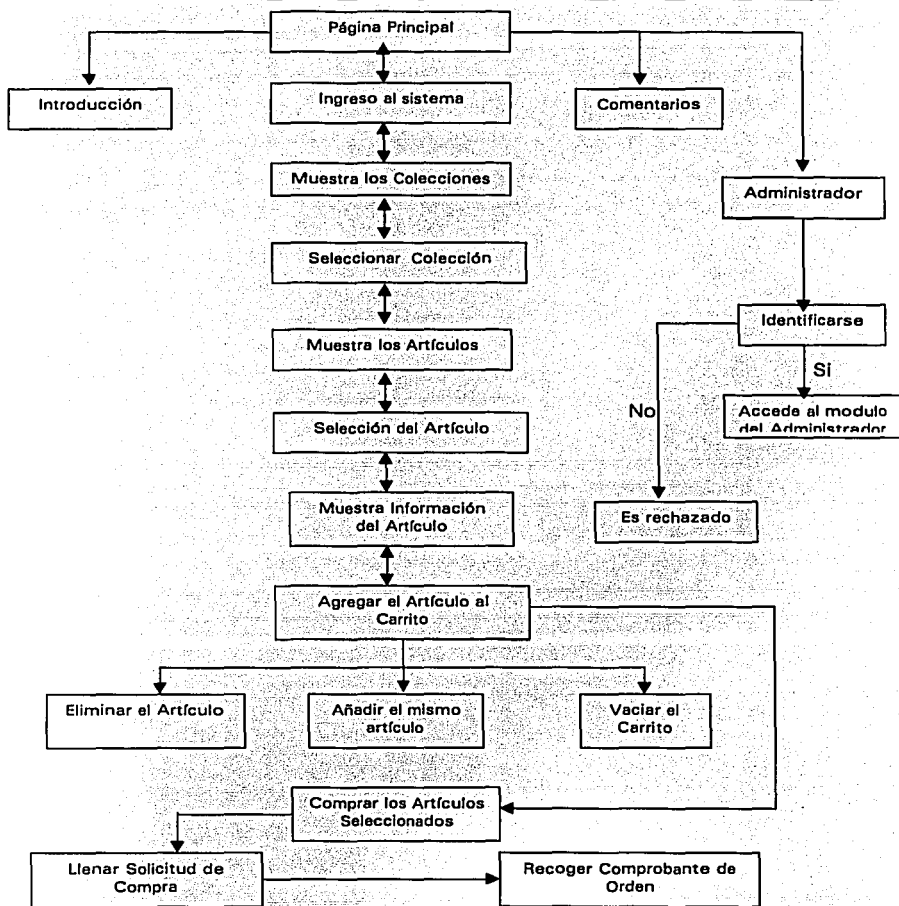 Página Principal
Introducción
Ingreso al sistema
Comentarios
Muestra los Colecciones
Administrador
Seleccionar Colección
Identificarse
Muestra los Artículos
Si
No
Accede al modulo
del Administrador
Selección del Artículo
Muestra Información
del Artículo
Es rechazado
Agregar el Artículo al
Carrito
Eliminar el Artículo
Añadir el mismo
artículo
Vaciar el
Carrito
Comprar los Artículos
Seleccionados
Llenar Solicitud de
Compra
Recoger Comprobante de
Orden